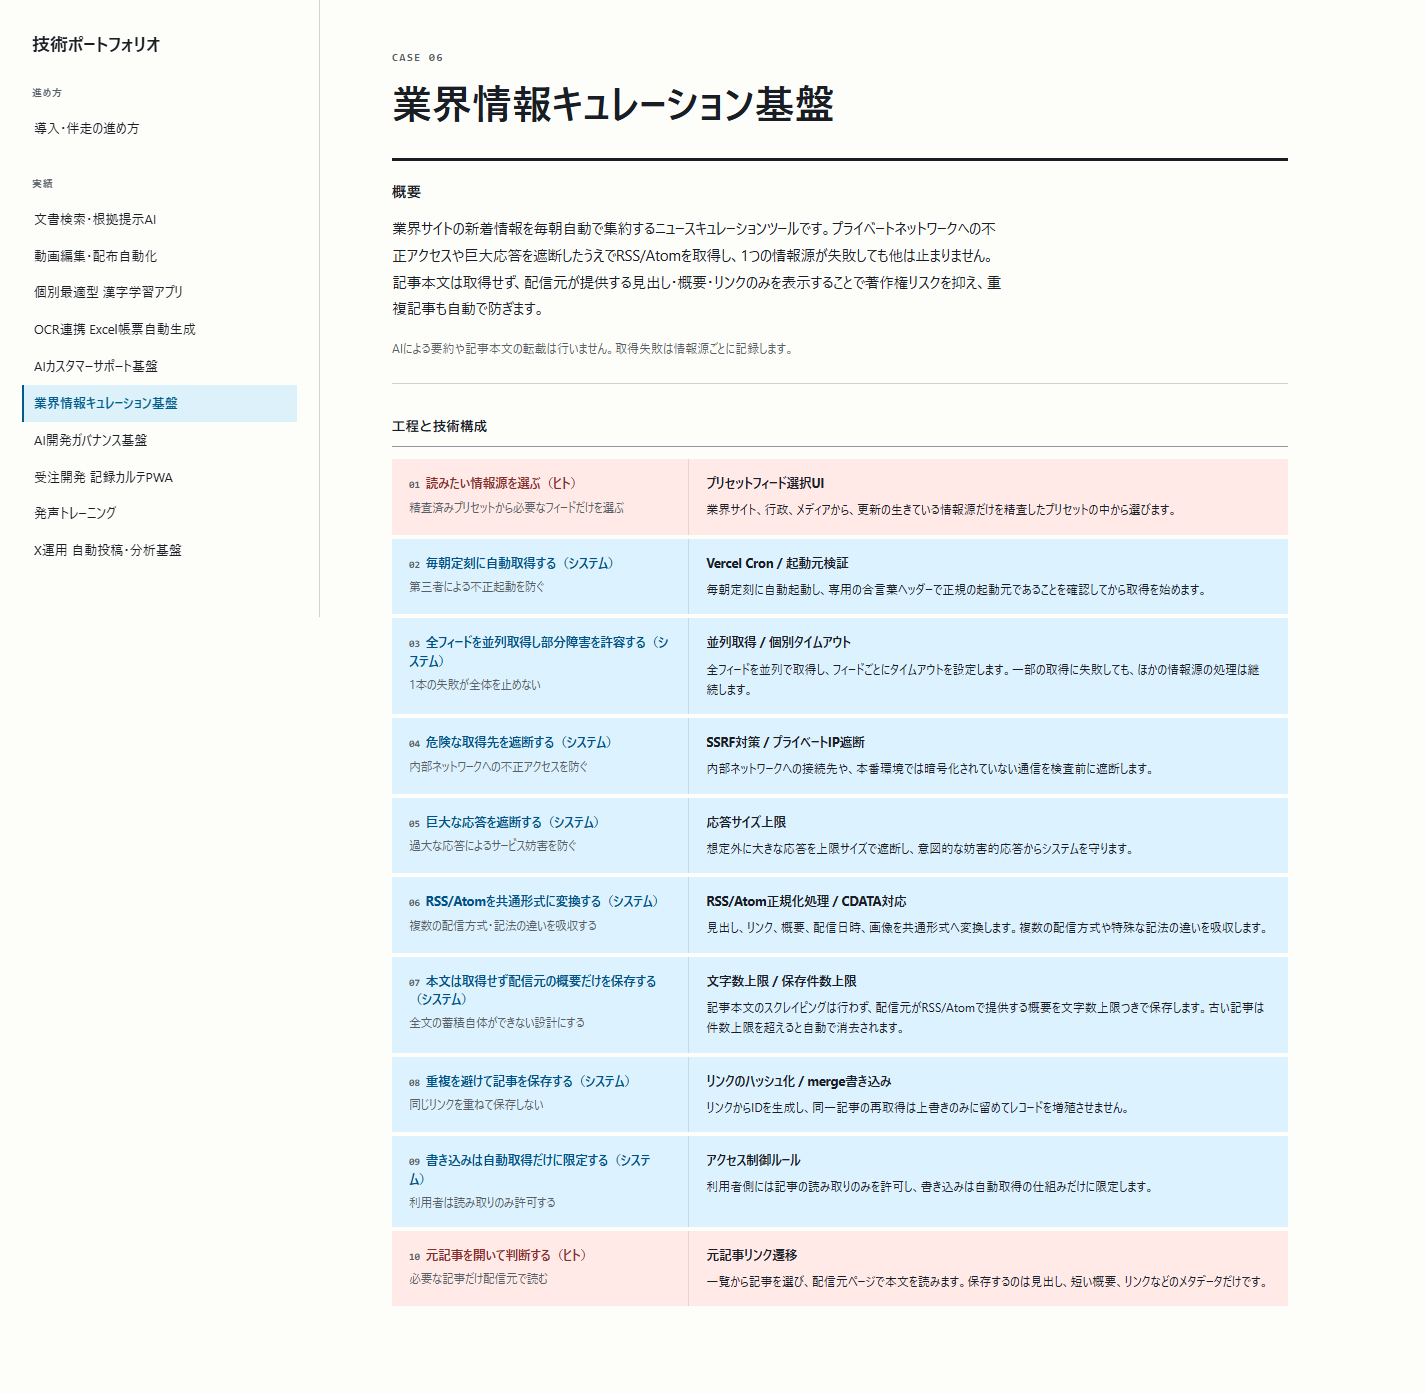 技術ポートフォリオ
進め方
導入・伴走の進め方
実績
文書検索・根拠提示AI
動画編集・配布自動化
個別最適型 漢字学習アプリ
OCR連携 Excel帳票自動生成
AIカスタマーサポート基盤
業界情報キュレーション基盤
AI開発ガバナンス基盤
受注開発 記録カルテPWA
発声トレーニング
X運用 自動投稿・分析基盤
CASE 06
業界情報キュレーション基盤
概要
業界サイトの新着情報を毎朝自動で集約するニュースキュレーションツールです。プライベートネットワークへの不
正アクセスや巨大応答を遮断したうえでRSS/Atomを取得し、1つの情報源が失敗しても他は止まりません。
記事本文は取得せず、配信元が提供する見出し・概要・リンクのみを表示することで著作権リスクを抑え、重
複記事も自動で防ぎます。
AIによる要約や記事本文の転載は行いません。取得失敗は情報源ごとに記録します。
工程と技術構成
01 読みたい情報源を選ぶ（ヒト）
精査済みプリセットから必要なフィードだけを選ぶ
プリセットフィード選択UI
業界サイト、行政、メディアから、更新の生きている情報源だけを精査したプリセットの中から選びます。
02 毎朝定刻に自動取得する（システム）
第三者による不正起動を防ぐ
Vercel Cron / 起動元検証
毎朝定刻に自動起動し、専用の合言葉ヘッダーで正規の起動元であることを確認してから取得を始めます。
03 全フィードを並列取得し部分障害を許容する（シ
ステム）
1本の失敗が全体を止めない
並列取得 / 個別タイムアウト
全フィードを並列で取得し、フィードごとにタイムアウトを設定します。一部の取得に失敗しても、ほかの情報源の処理は継
続します。
04 危険な取得先を遮断する（システム）
内部ネットワークへの不正アクセスを防ぐ
SSRF対策 / プライベートIP遮断
内部ネットワークへの接続先や、本番環境では暗号化されていない通信を検査前に遮断します。
05 巨大な応答を遮断する（システム）
過大な応答によるサービス妨害を防ぐ
応答サイズ上限
想定外に大きな応答を上限サイズで遮断し、意図的な妨害的応答からシステムを守ります。
06 RSS/Atomを共通形式に変換する（システム）
複数の配信方式・記法の違いを吸収する
RSS/Atom正規化処理 / CDATA対応
見出し、リンク、概要、配信日時、画像を共通形式へ変換します。複数の配信方式や特殊な記法の違いを吸収します。
07 本文は取得せず配信元の概要だけを保存する
（システム）
全文の蓄積自体ができない設計にする
文字数上限 / 保存件数上限
記事本文のスクレイピングは行わず、配信元がRSS/Atomで提供する概要を文字数上限つきで保存します。古い記事は
件数上限を超えると自動で消去されます。
08 重複を避けて記事を保存する（システム）
同じリンクを重ねて保存しない
リンクのハッシュ化 / merge書き込み
リンクからIDを生成し、同一記事の再取得は上書きのみに留めてレコードを増殖させません。
09 書き込みは自動取得だけに限定する（システ
ム）
利用者は読み取りのみ許可する
アクセス制御ルール
利用者側には記事の読み取りのみを許可し、書き込みは自動取得の仕組みだけに限定します。
10 元記事を開いて判断する（ヒト）
必要な記事だけ配信元で読む
元記事リンク遷移
一覧から記事を選び、配信元ページで本文を読みます。保存するのは見出し、短い概要、リンクなどのメタデータだけです。